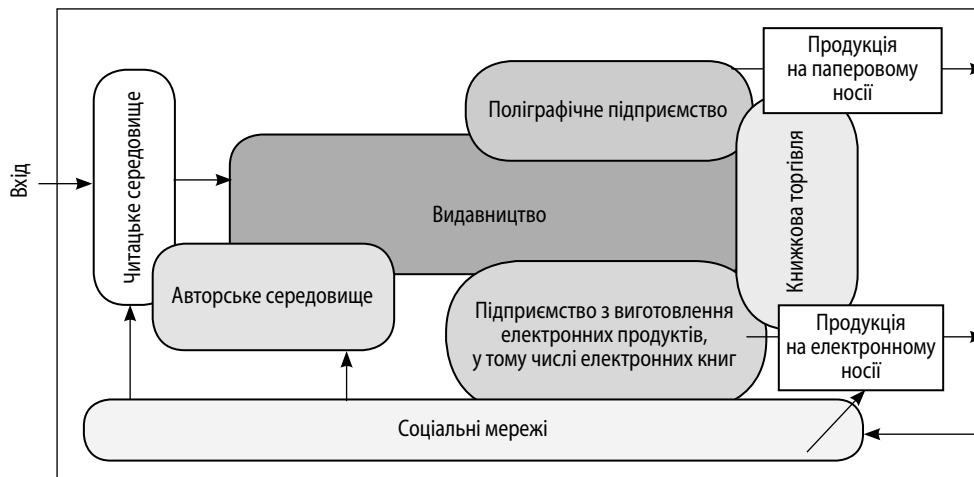 Вхід
Читацьке середовище
Поліграфічне підприємство
Продукція
на паперовому
носії
Видавництво
Книжкова торгівля
Авторське середовище
Підприємство з виготовлення
електронних продуктів,
у тому числі електронних книг
Продукція
на електронному
носії
Соціальні мережі